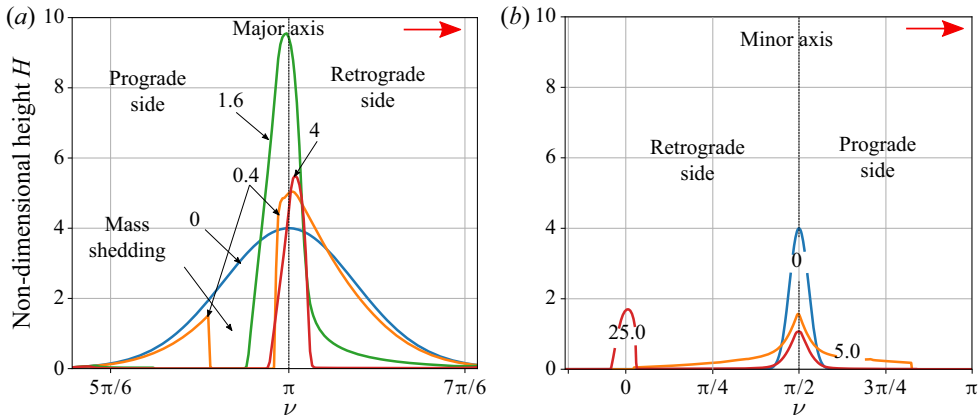 (a)
10
8
6
4
2
0
Non-dimensional height H
Major axis
Prograde
side
Retrograde
side
1.6
4
0.4
0
Mass
shedding
5π/6
π
7π/6
ν
(b)
10
8
6
4
2
0
Minor axis
Retrograde
side
Prograde
side
0
25.0
5.0
0
π/4
π/2
3π/4
π
ν